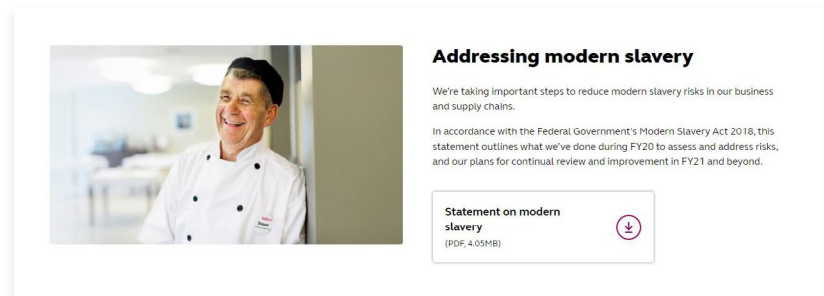 Addressing modern slavery
We're taking important steps to reduce modern slavery risks in our business
and supply chains.
In accordance with the Federal Government's Modern Slavery Act 2018, this
statement outlines what we've done during FY20 to assess and address risks,
and our plans for continual review and improvement in FY21 and beyond.
Statement on modern
slavery
(PDF, 4.05MB)